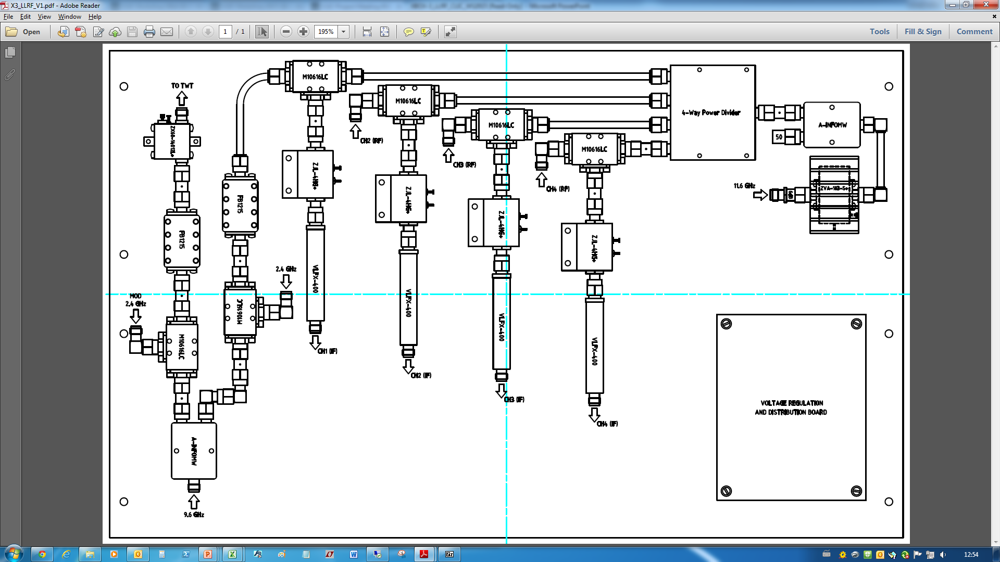 X3_LLRF_V1.pdf - Adobe Reader
File Edit View Window Help
Open
1 / 1
195%
Tools Fill & Sign Comment
TO TWT
ZX60-14012L+
FB1215
MOD
2.4 GHz
M10616LC
A-INFOMW
9.6 GHz
FB1215
M10616LC
2.4 GHz
M10616LC
ZJL-4HG+
VLFX-400
CH1 (IF)
M10616LC
CH2 (RF)
ZJL-4HG+
VLFX-400
CH2 (IF)
M10616LC
CH3 (RF)
ZJL-4HG+
VLFX-400
CH3 (IF)
M10616LC
CH4 (RF)
ZJL-4HG+
VLFX-400
CH4 (IF)
4-Way Power Divider
50
A-INFOMW
11.6 GHz
ZVA-183-S+
VOLTAGE REGULATION
AND DISTRIBUTION BOARD
12:54